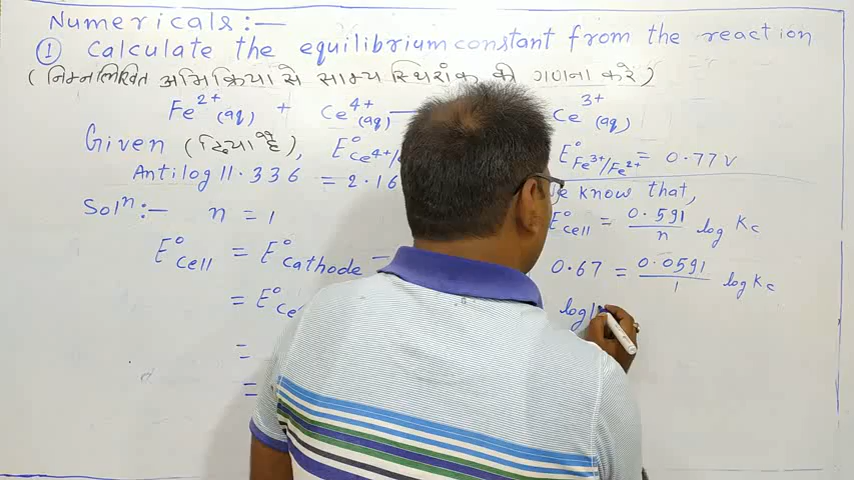 Numericals:—
① Calculate the equilibrium constant from the reaction
(निम्नलिखित अभिक्रिया से साम्य स्थिरांक की गणना करे)
Fe²⁺(aq) + Ce⁴⁺(aq) — Ce³⁺(aq)
Given (दिया है), E°Ce⁴⁺/ E°Fe³⁺/Fe²⁺ = 0.77v
Antilog 11.336 = 2.16
Solⁿ:— n = 1
E°cell = E°cathode –
= E°Ce
=
=
know that,
E°cell = 0.591/n log Kc
0.67 = 0.0591/1 log Kc
log